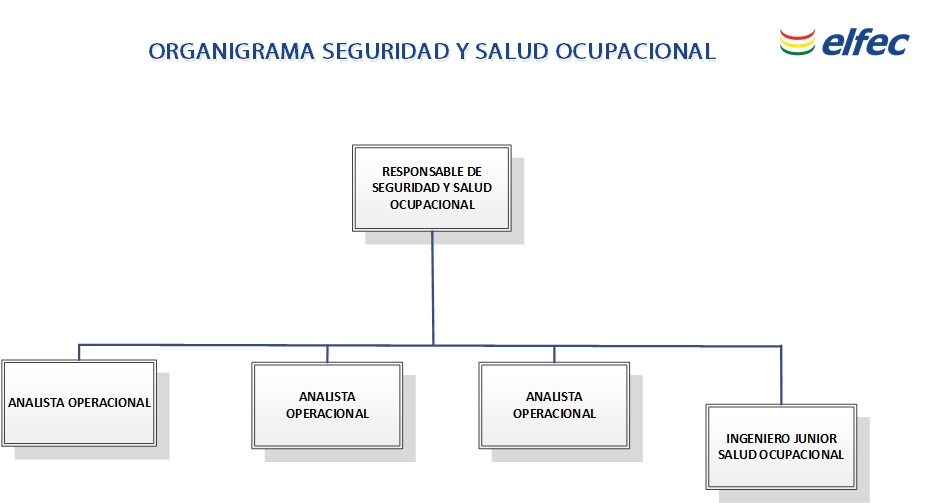 ORGANIGRAMA SEGURIDAD Y SALUD OCUPACIONAL
elfec
RESPONSABLE DE
SEGURIDAD Y SALUD
OCUPACIONAL
ANALISTA OPERACIONAL
ANALISTA
OPERACIONAL
ANALISTA
OPERACIONAL
INGENIERO JUNIOR
SALUD OCUPACIONAL